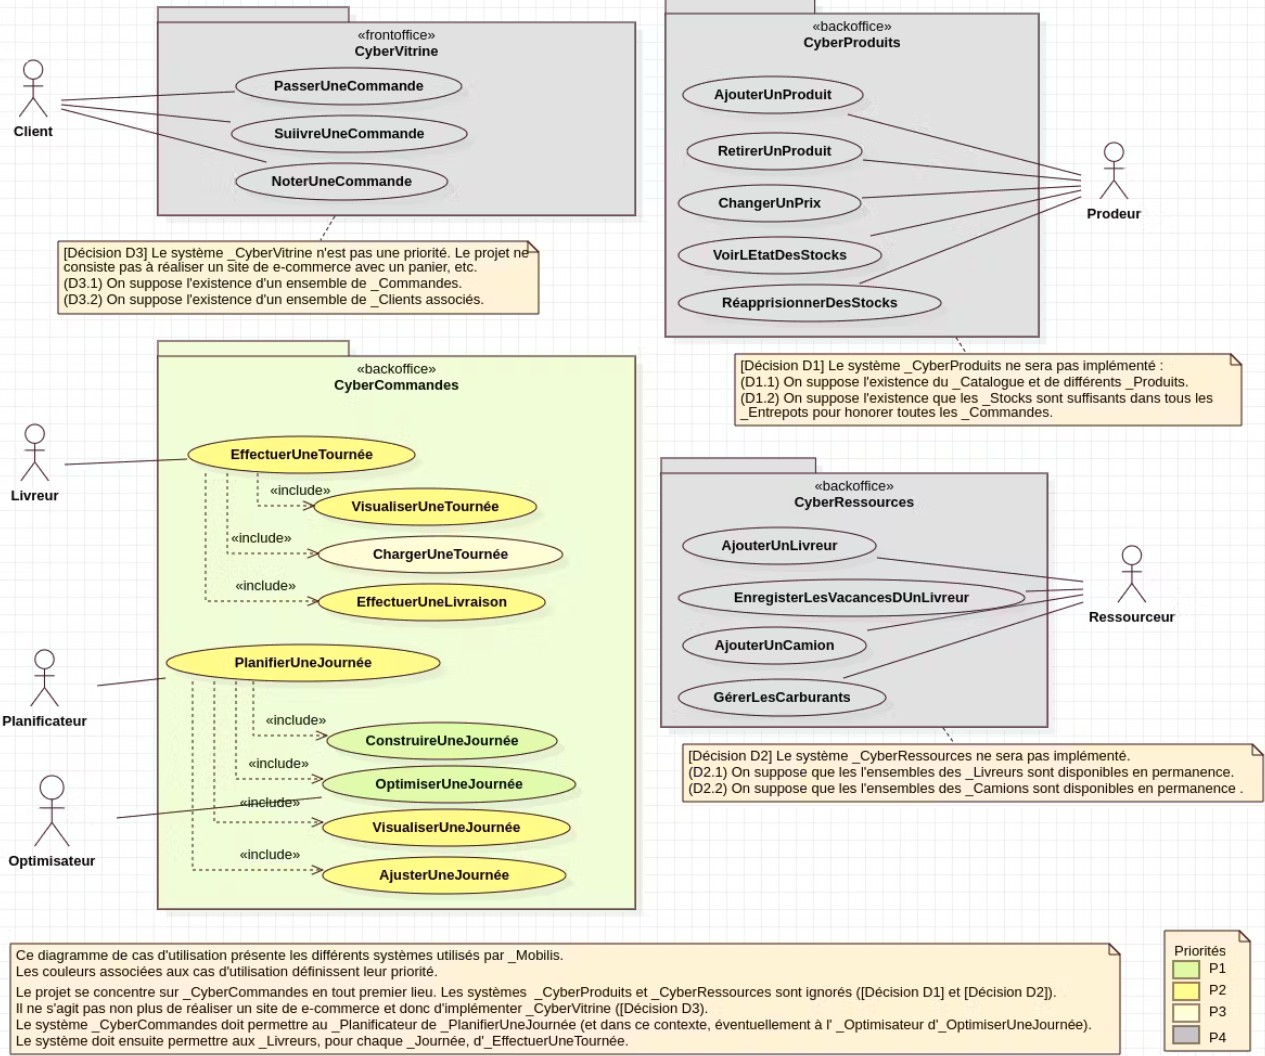 «frontoffice»
CyberVitrine
PasserUneCommande
SuiivreUneCommande
NoterUneCommande
Client
[Décision D3] Le système _CyberVitrine n'est pas une priorité. Le projet ne
consiste pas à réaliser un site de e-commerce avec un panier, etc.
(D3.1) On suppose l'existence d'un ensemble de _Commandes.
(D3.2) On suppose l'existence d'un ensemble de _Clients associés.
«backoffice»
CyberProduits
AjouterUnProduit
RetirerUnProduit
ChangerUnPrix
VoirLEtatDesStocks
RéapprisionnerDesStocks
Prodeur
[Décision D1] Le système _CyberProduits ne sera pas implémenté :
(D1.1) On suppose l'existence du _Catalogue et de différents _Produits.
(D1.2) On suppose l'existence que les _Stocks sont suffisants dans tous les
_Entrepots pour honorer toutes les _Commandes.
«backoffice»
CyberCommandes
EffectuerUneTournée
«include»
VisualiserUneTournée
«include»
ChargerUneTournée
«include»
EffectuerUneLivraison
Livreur
PlanifierUneJournée
«include»
ConstruireUneJournée
«include»
OptimiserUneJournée
«include»
VisualiserUneJournée
«include»
AjusterUneJournée
Planificateur
Optimisateur
«backoffice»
CyberRessources
AjouterUnLivreur
EnregisterLesVacancesDUnLivreur
AjouterUnCamion
GérerLesCarburants
Ressourceur
[Décision D2] Le système _CyberRessources ne sera pas implémenté.
(D2.1) On suppose que les l'ensembles des _Livreurs sont disponibles en permanence.
(D2.2) On suppose que les l'ensembles des _Camions sont disponibles en permanence .
Ce diagramme de cas d'utilisation présente les différents systèmes utilisés par _Mobilis.
Les couleurs associées aux cas d'utilisation définissent leur priorité.
Le projet se concentre sur _CyberCommandes en tout premier lieu. Les systèmes _CyberProduits et _CyberRessources sont ignorés ([Décision D1] et [Décision D2]).
Il ne s'agit pas non plus de réaliser un site de e-commerce et donc d'implémenter _CyberVitrine ([Décision D3).
Le système _CyberCommandes doit permettre au _Planificateur de _PlanifierUneJournée (et dans ce contexte, éventuellement à l' _Optimisateur d'_OptimiserUneJournée).
Le système doit ensuite permettre aux _Livreurs, pour chaque _Journée, d'_EffectuerUneTournée.
Priorités
P1
P2
P3
P4